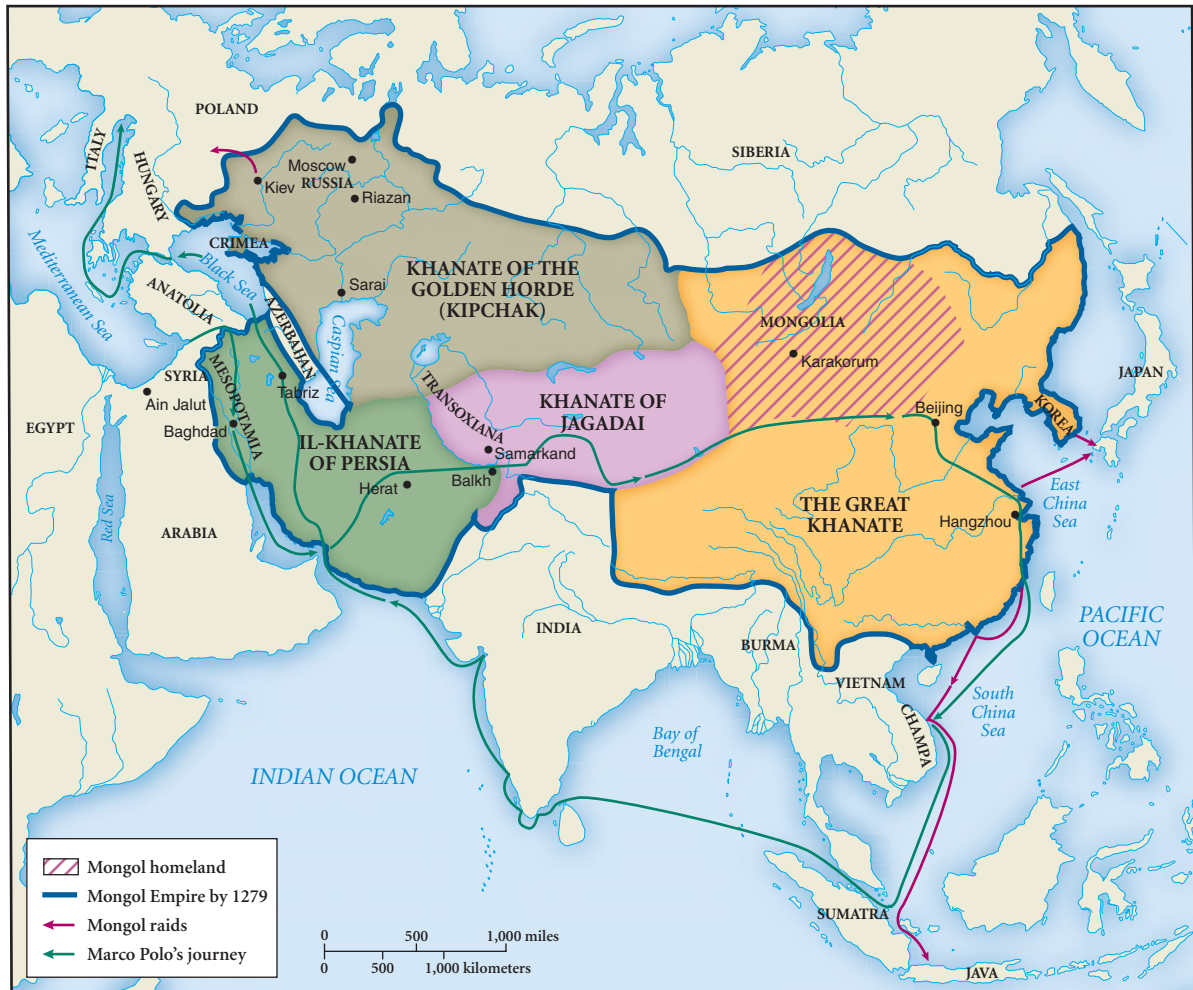 POLAND
SIBERIA
ITALY
HUNGARY
Moscow
RUSSIA
Kiev
Riazan
CRIMEA
Mediterranean Sea
Black Sea
KHANATE OF THE
GOLDEN HORDE
(KIPCHAK)
Sarai
ANATOLIA
AZERBAIJAN
Caspian Sea
MONGOLIA
Karakorum
JAPAN
SYRIA
MESOPOTAMIA
Tabriz
TRANSOXIANA
KHANATE OF
JAGADAI
Ain Jalut
Baghdad
Beijing
KOREA
EGYPT
IL-KHANATE
OF PERSIA
Samarkand
Balkh
Herat
East
China
Sea
THE GREAT
KHANATE
Hangzhou
Red Sea
ARABIA
INDIA
PACIFIC
OCEAN
BURMA
VIETNAM
South
China
Sea
CHAMPA
Bay of
Bengal
INDIAN OCEAN
Mongol homeland
Mongol Empire by 1279
Mongol raids
Marco Polo's journey
SUMATRA
0 500 1,000 miles
0 500 1,000 kilometers
JAVA